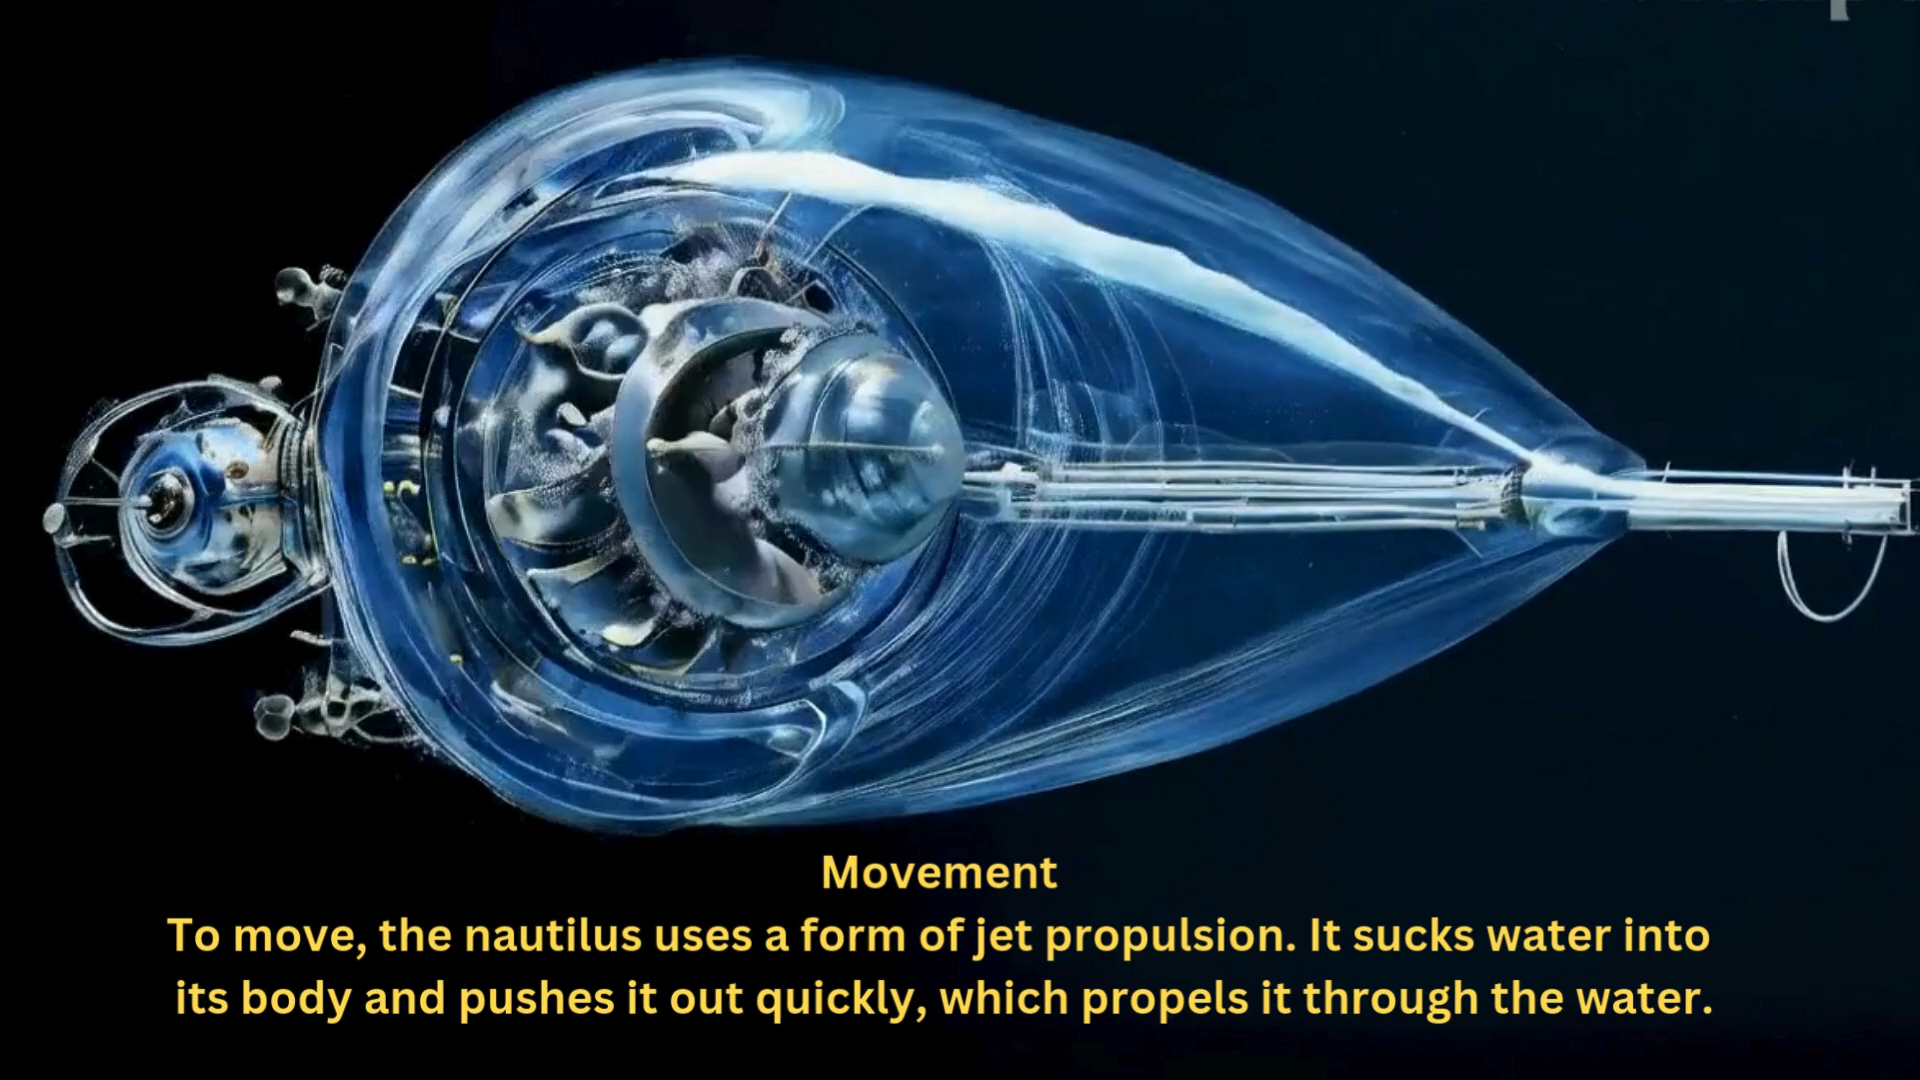 Movement
To move, the nautilus uses a form of jet propulsion. It sucks water into
its body and pushes it out quickly, which propels it through the water.